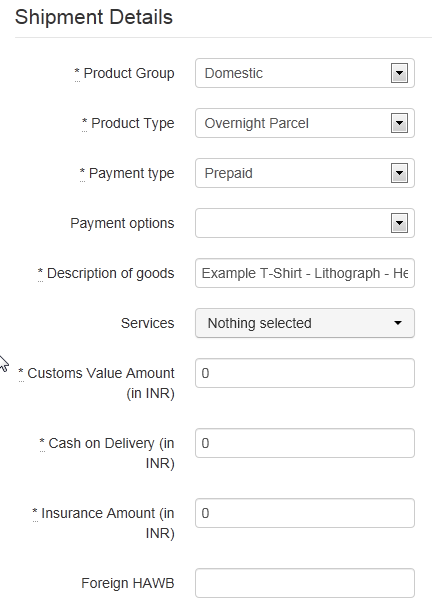 Shipment Details
* Product Group Domestic
* Product Type Overnight Parcel
* Payment type Prepaid
Payment options
* Description of goods Example T-Shirt - Lithograph - He
Services Nothing selected
* Customs Value Amount 0
(in INR)
* Cash on Delivery (in 0
INR)
* Insurance Amount (in 0
INR)
Foreign HAWB